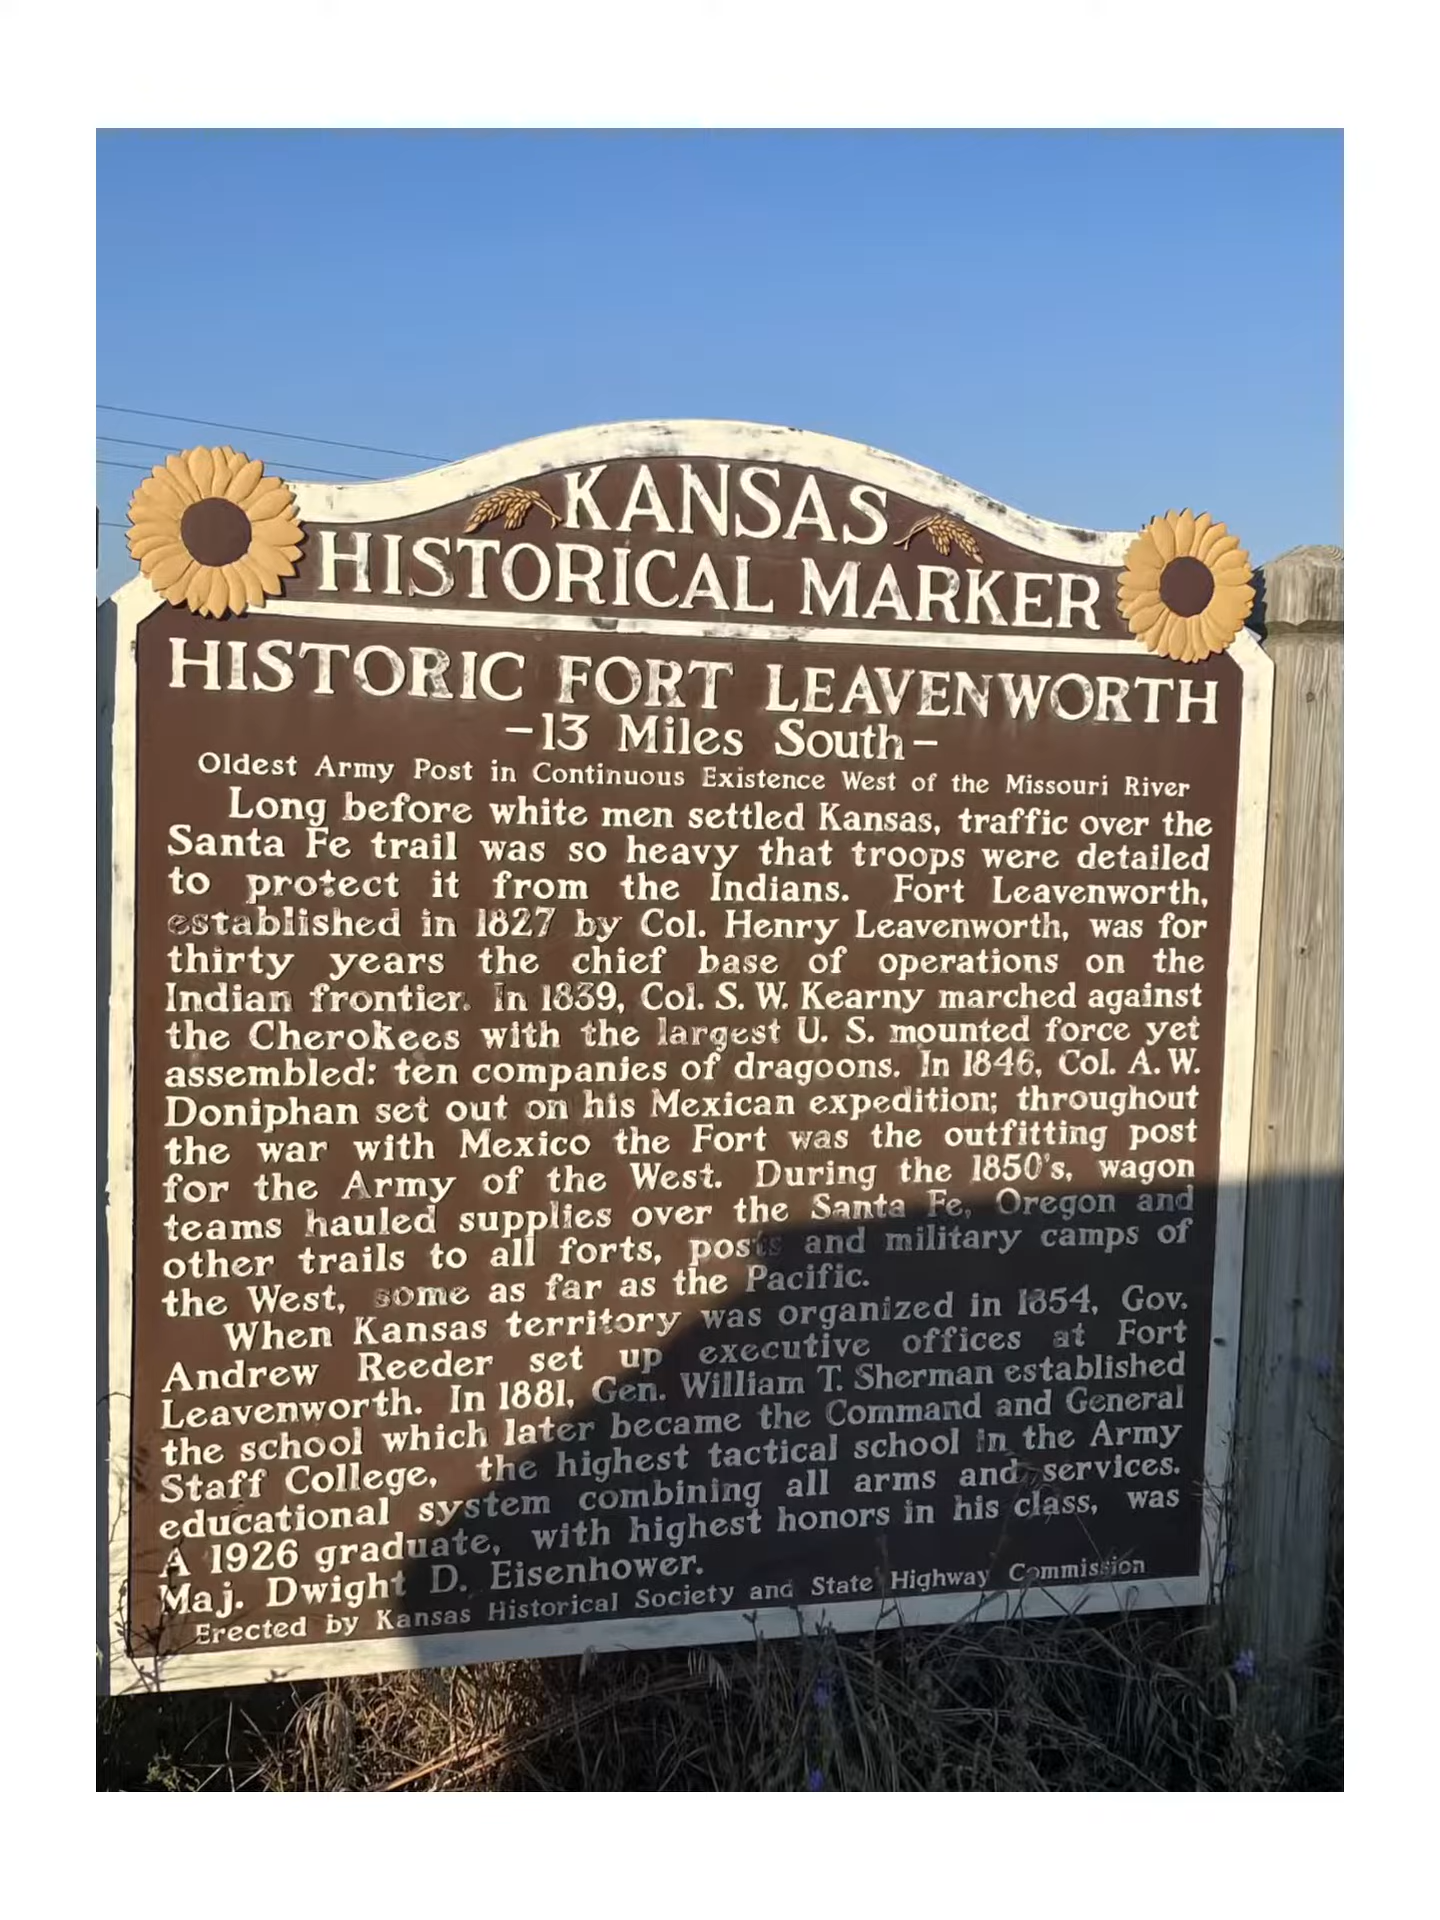 KANSAS
HISTORICAL MARKER
HISTORIC FORT LEAVENWORTH
-13 Miles South-
Oldest Army Post in Continuous Existence West of the Missouri River
Long before white men settled Kansas, traffic over the
Santa Fe trail was so heavy that troops were detailed
to protect it from the Indians. Fort Leavenworth,
established in 1827 by Col. Henry Leavenworth, was for
thirty years the chief base of operations on the
Indian frontier. In 1839, Col. S. W. Kearny marched against
the Cherokees with the largest U. S. mounted force yet
assembled: ten companies of dragoons. In 1846, Col. A. W.
Doniphan set out on his Mexican expedition; throughout
the war with Mexico the Fort was the outfitting post
for the Army of the West. During the 1850's, wagon
teams hauled supplies over the Santa Fe, Oregon and
other trails to all forts, posts and military camps of
the West, some as far as the Pacific.
When Kansas territory was organized in 1854, Gov.
Andrew Reeder set up executive offices at Fort
Leavenworth. In 1881, Gen. William T. Sherman established
the school which later became the Command and General
Staff College, the highest tactical school in the Army
educational system combining all arms and services.
A 1926 graduate, with highest honors in his class, was
Maj. Dwight D. Eisenhower.
Erected by Kansas Historical Society and State Highway Commission